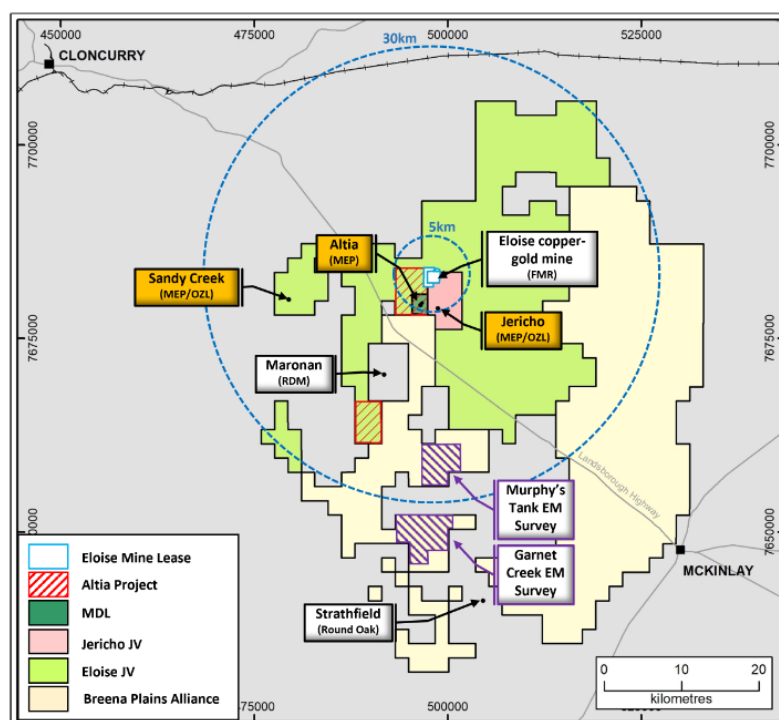 450000
475000
500000
525000
30km
CLONCURRY
7700000
7700000
5km
Altia
(MEP)
Eloise copper-
gold mine
(FMR)
Sandy Creek
(MEP/OZL)
Jericho
(MEP/OZL)
7675000
7675000
Maronan
(RDM)
Landsborough Highway
Murphy's
Tank EM
Survey
7650000
Garnet
Creek EM
Survey
MCKINLAY
Strathfield
(Round Oak)
Eloise Mine Lease
Altia Project
MDL
Jericho JV
Eloise JV
Breena Plains Alliance
0
10
20
kilometres
475000
500000